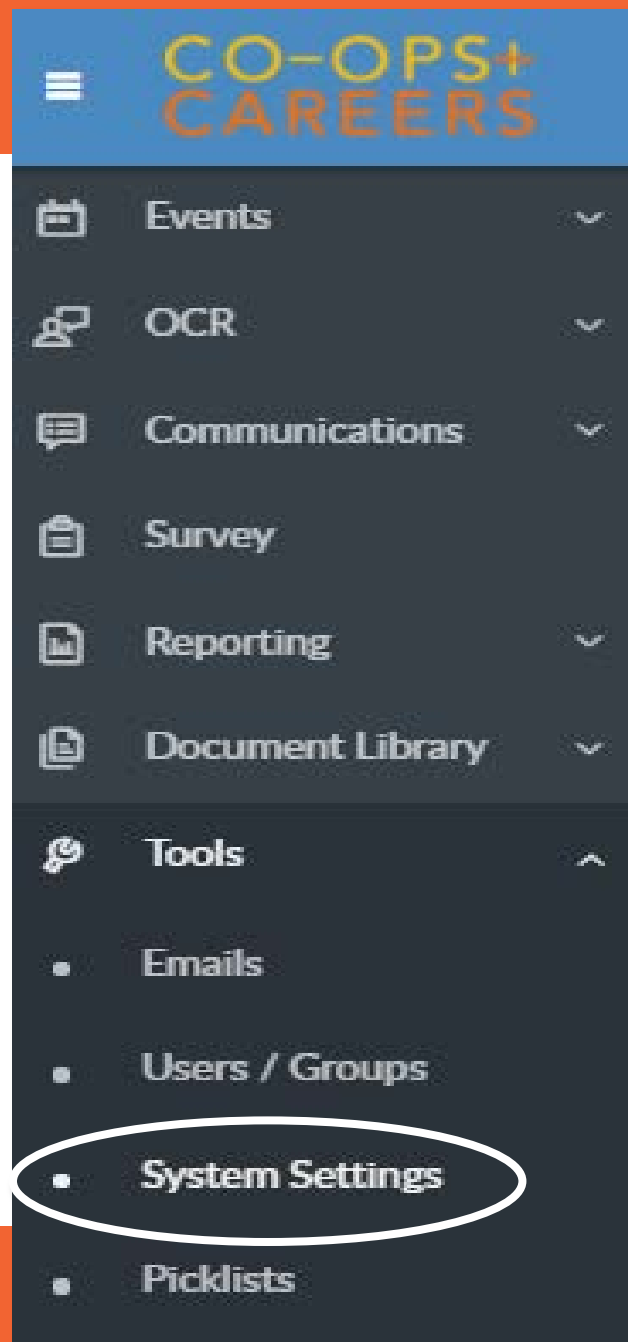 CO-OPS+
CAREERS
Events
OCR
Communications
Survey
Reporting
Document Library
Tools
Emails
Users / Groups
System Settings
Picklists